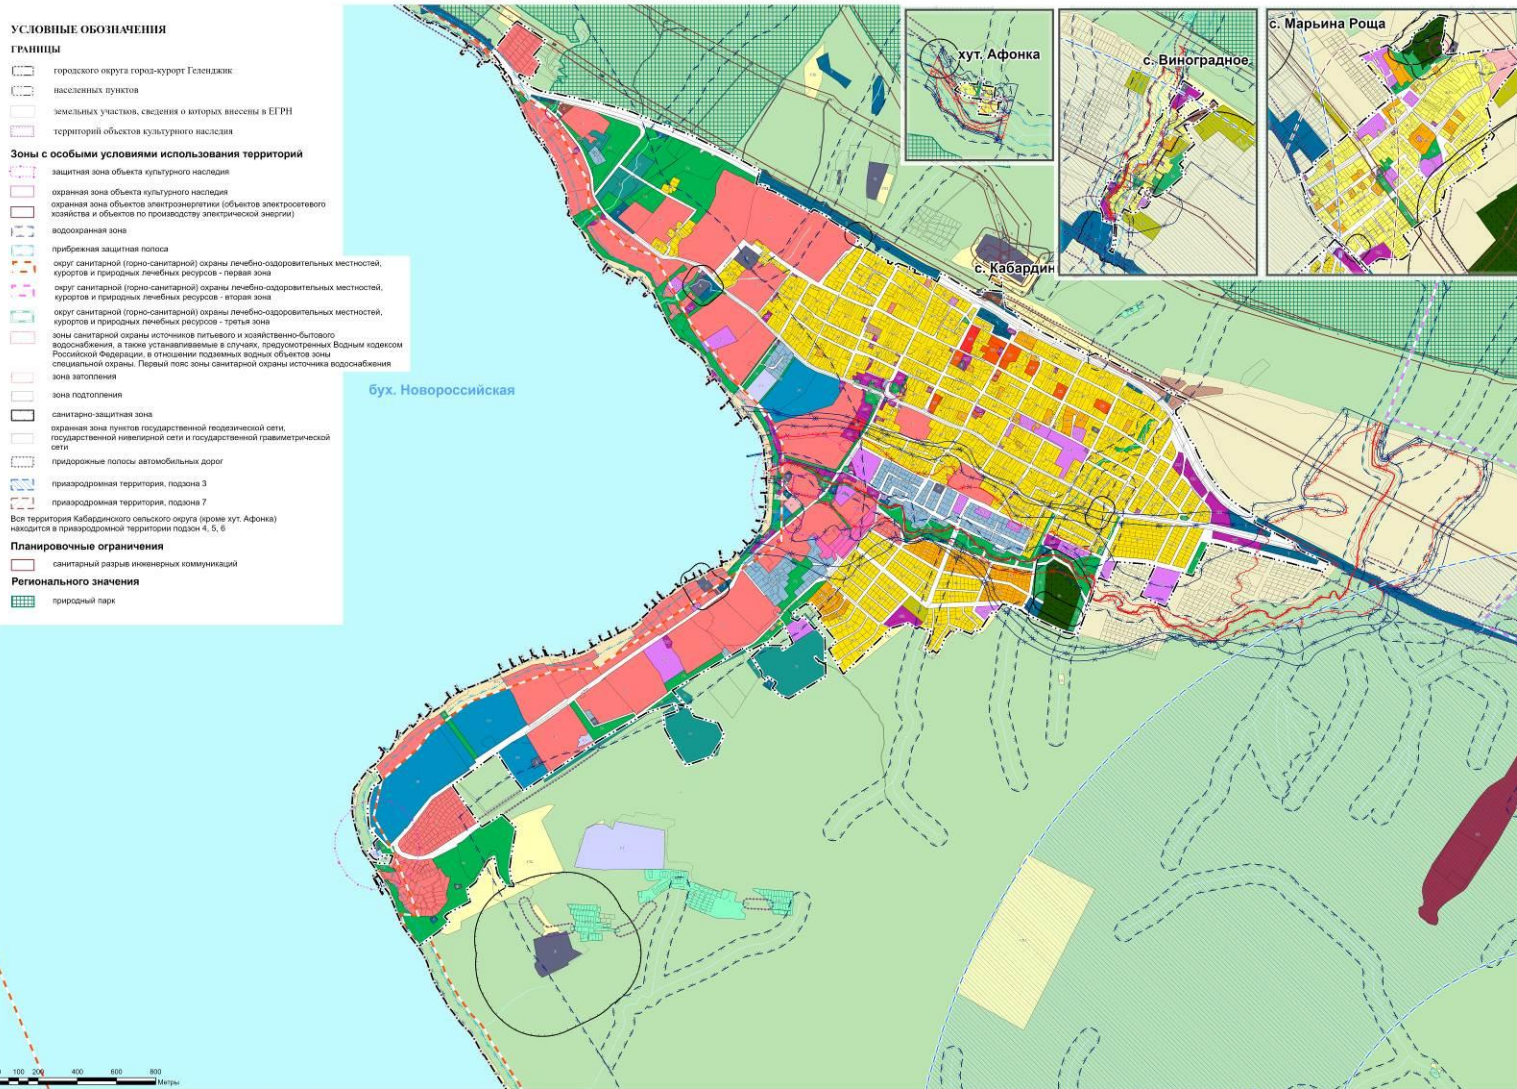 УСЛОВНЫЕ ОБОЗНАЧЕНИЯ
ГРАНИЦЫ
городского округа город-курорт Геленджик
населенных пунктов
земельных участков, сведения о которых внесены в ЕГРН
территорий объектов культурного наследия
Зоны с особыми условиями использования территорий
защитная зона объекта культурного наследия
охранная зона объекта культурного наследия
охранная зона объектов электроэнергетики (объектов электросетевого
хозяйства и объектов по производству электрической энергии)
водоохранная зона
прибрежная защитная полоса
округ санитарной (горно-санитарной) охраны лечебно-оздоровительных местностей,
курортов и природных лечебных ресурсов - первая зона
округ санитарной (горно-санитарной) охраны лечебно-оздоровительных местностей,
курортов и природных лечебных ресурсов - вторая зона
округ санитарной (горно-санитарной) охраны лечебно-оздоровительных местностей,
курортов и природных лечебных ресурсов - третья зона
зоны санитарной охраны источников питьевого и хозяйственно-бытового
водоснабжения, а также устанавливаемые в случаях, предусмотренных Водным кодексом
Российской Федерации, в отношении подземных водных объектов зоны
специальной охраны. Первый пояс зоны санитарной охраны источника водоснабжения
зона затопления
зона подтопления
санитарно-защитная зона
охранная зона пунктов государственной геодезической сети,
государственной нивелирной сети и государственной гравиметрической
сети
придорожные полосы автомобильных дорог
приаэродромная территория, подзона 3
приаэродромная территория, подзона 7
Вся территория Кабардинского сельского округа (кроме хут. Афонка)
находится в приаэродромной территории подзон 4, 5, 6
Планировочные ограничения
санитарный разрыв инженерных коммуникаций
Регионального значения
природный парк
хут. Афонка
с. Виноградное
с. Марьина Роща
с. Кабардин
бух. Новороссийская
0 100 200 400 600 800
Метры